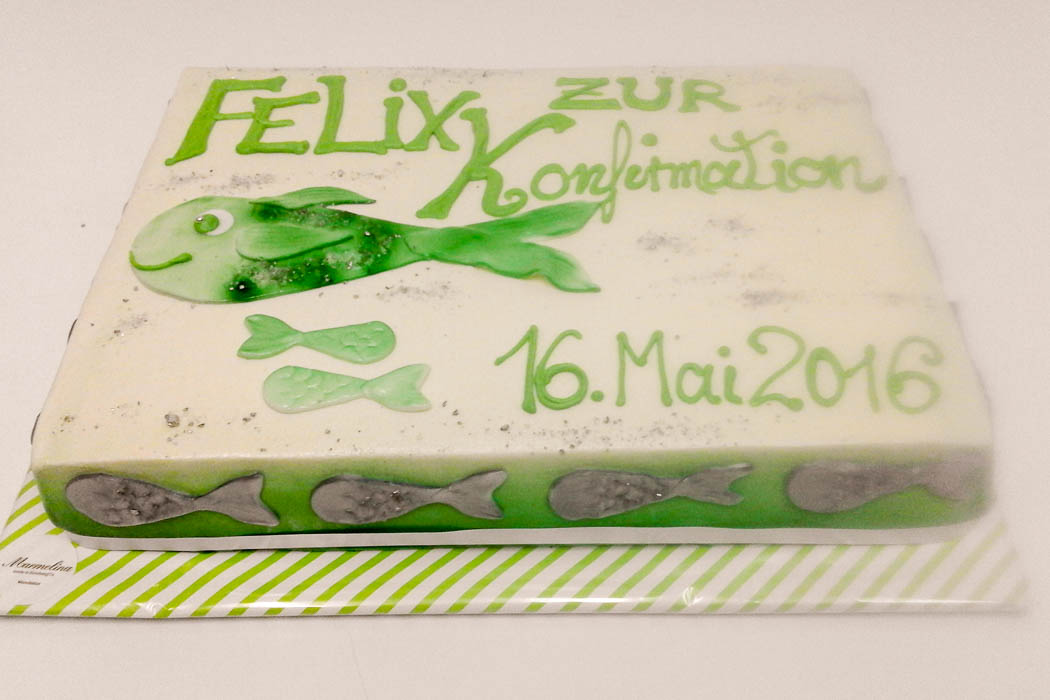 FELIX ZUR
Konfirmation
16. Mai 2016
Marmelina